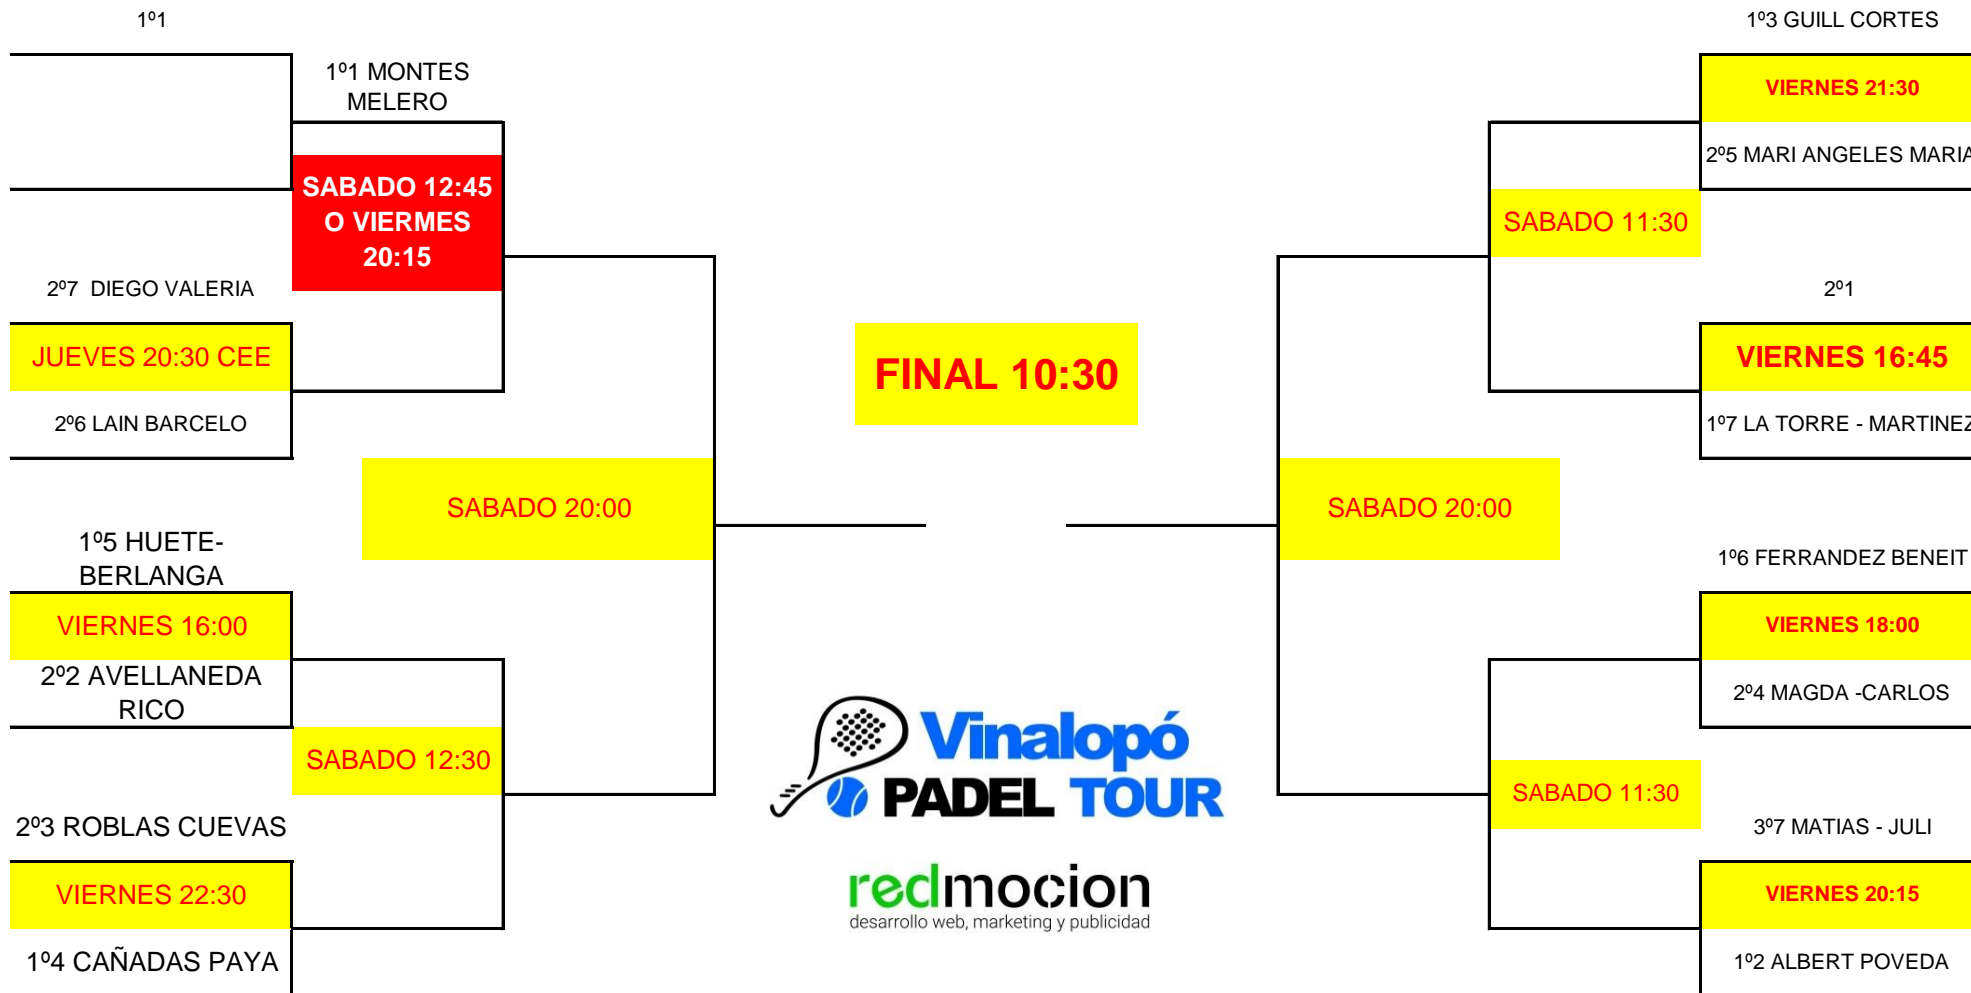 1º1
1º1 MONTES
MELERO
SABADO 12:45
O VIERMES
20:15
2º7 DIEGO VALERIA
JUEVES 20:30 CEE
2º6 LAIN BARCELO
SABADO 20:00
1º5 HUETE-
BERLANGA
VIERNES 16:00
2º2 AVELLANEDA
RICO
SABADO 12:30
2º3 ROBLAS CUEVAS
VIERNES 22:30
1º4 CAÑADAS PAYA
FINAL 10:30
Vinalopó
PADEL TOUR
redmocion
desarrollo web, marketing y publicidad
1º3 GUILL CORTES
VIERNES 21:30
2º5 MARI ANGELES MARIA
SABADO 11:30
2º1
VIERNES 16:45
1º7 LA TORRE - MARTINEZ
SABADO 20:00
1º6 FERRANDEZ BENEIT
VIERNES 18:00
2º4 MAGDA -CARLOS
SABADO 11:30
3º7 MATIAS - JULI
VIERNES 20:15
1º2 ALBERT POVEDA